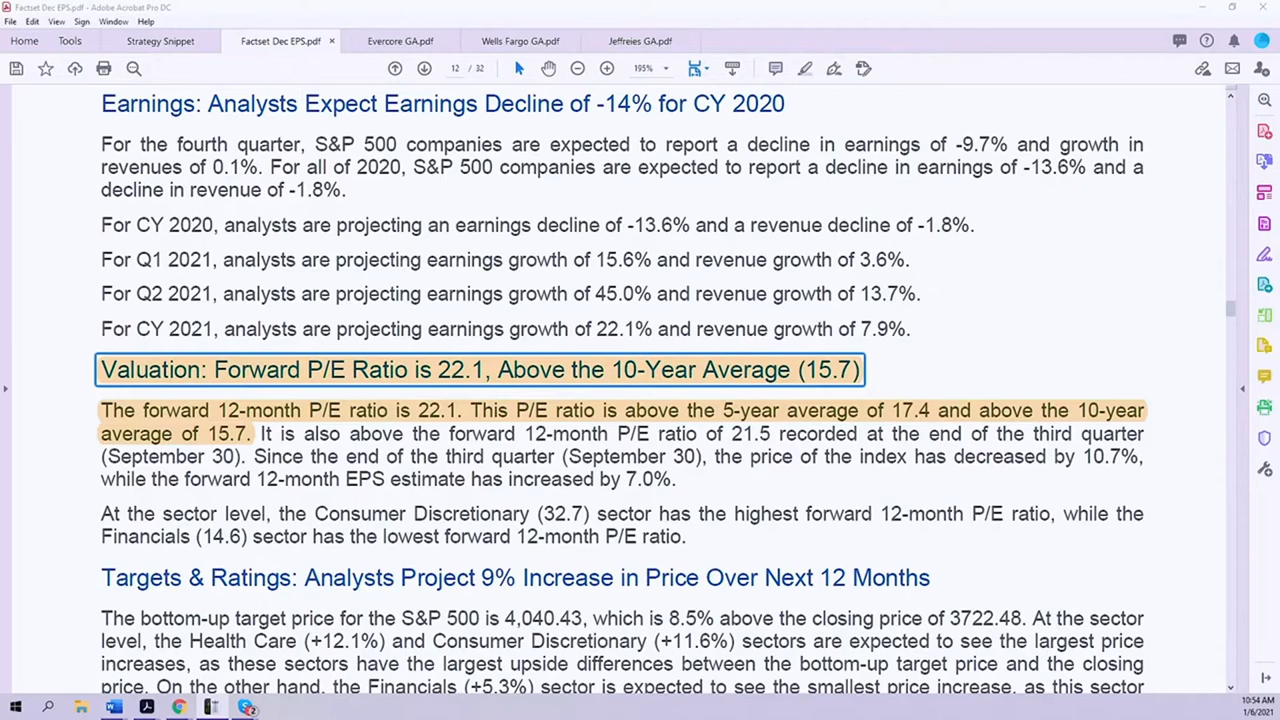 Factset Dec EPS.pdf - Adobe Acrobat Pro DC
File Edit View Sign Window Help
Home Tools Strategy Snippet Factset Dec EPS.pdf × Evercore GA.pdf Wells Fargo GA.pdf Jeffreies GA.pdf
12 / 32 195%
Earnings: Analysts Expect Earnings Decline of -14% for CY 2020
For the fourth quarter, S&P 500 companies are expected to report a decline in earnings of -9.7% and growth in
revenues of 0.1%. For all of 2020, S&P 500 companies are expected to report a decline in earnings of -13.6% and a
decline in revenue of -1.8%.
For CY 2020, analysts are projecting an earnings decline of -13.6% and a revenue decline of -1.8%.
For Q1 2021, analysts are projecting earnings growth of 15.6% and revenue growth of 3.6%.
For Q2 2021, analysts are projecting earnings growth of 45.0% and revenue growth of 13.7%.
For CY 2021, analysts are projecting earnings growth of 22.1% and revenue growth of 7.9%.
Valuation: Forward P/E Ratio is 22.1, Above the 10-Year Average (15.7)
The forward 12-month P/E ratio is 22.1. This P/E ratio is above the 5-year average of 17.4 and above the 10-year
average of 15.7. It is also above the forward 12-month P/E ratio of 21.5 recorded at the end of the third quarter
(September 30). Since the end of the third quarter (September 30), the price of the index has decreased by 10.7%,
while the forward 12-month EPS estimate has increased by 7.0%.
At the sector level, the Consumer Discretionary (32.7) sector has the highest forward 12-month P/E ratio, while the
Financials (14.6) sector has the lowest forward 12-month P/E ratio.
Targets & Ratings: Analysts Project 9% Increase in Price Over Next 12 Months
The bottom-up target price for the S&P 500 is 4,040.43, which is 8.5% above the closing price of 3722.48. At the sector
level, the Health Care (+12.1%) and Consumer Discretionary (+11.6%) sectors are expected to see the largest price
increases, as these sectors have the largest upside differences between the bottom-up target price and the closing
price. On the other hand, the Financials (+5.3%) sector is expected to see the smallest price increase, as this sector
10:54 AM
1/6/2021